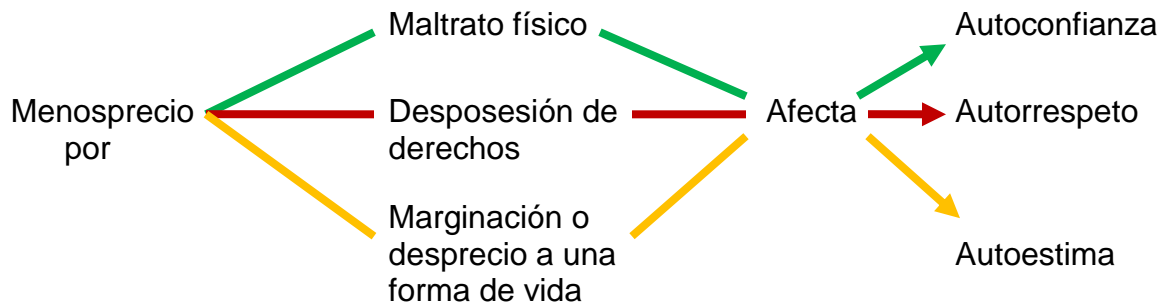 Menosprecio
por
Maltrato físico
Desposesión de
derechos
Marginación o
desprecio a una
forma de vida
Afecta
Autoconfianza
Autorrespeto
Autoestima